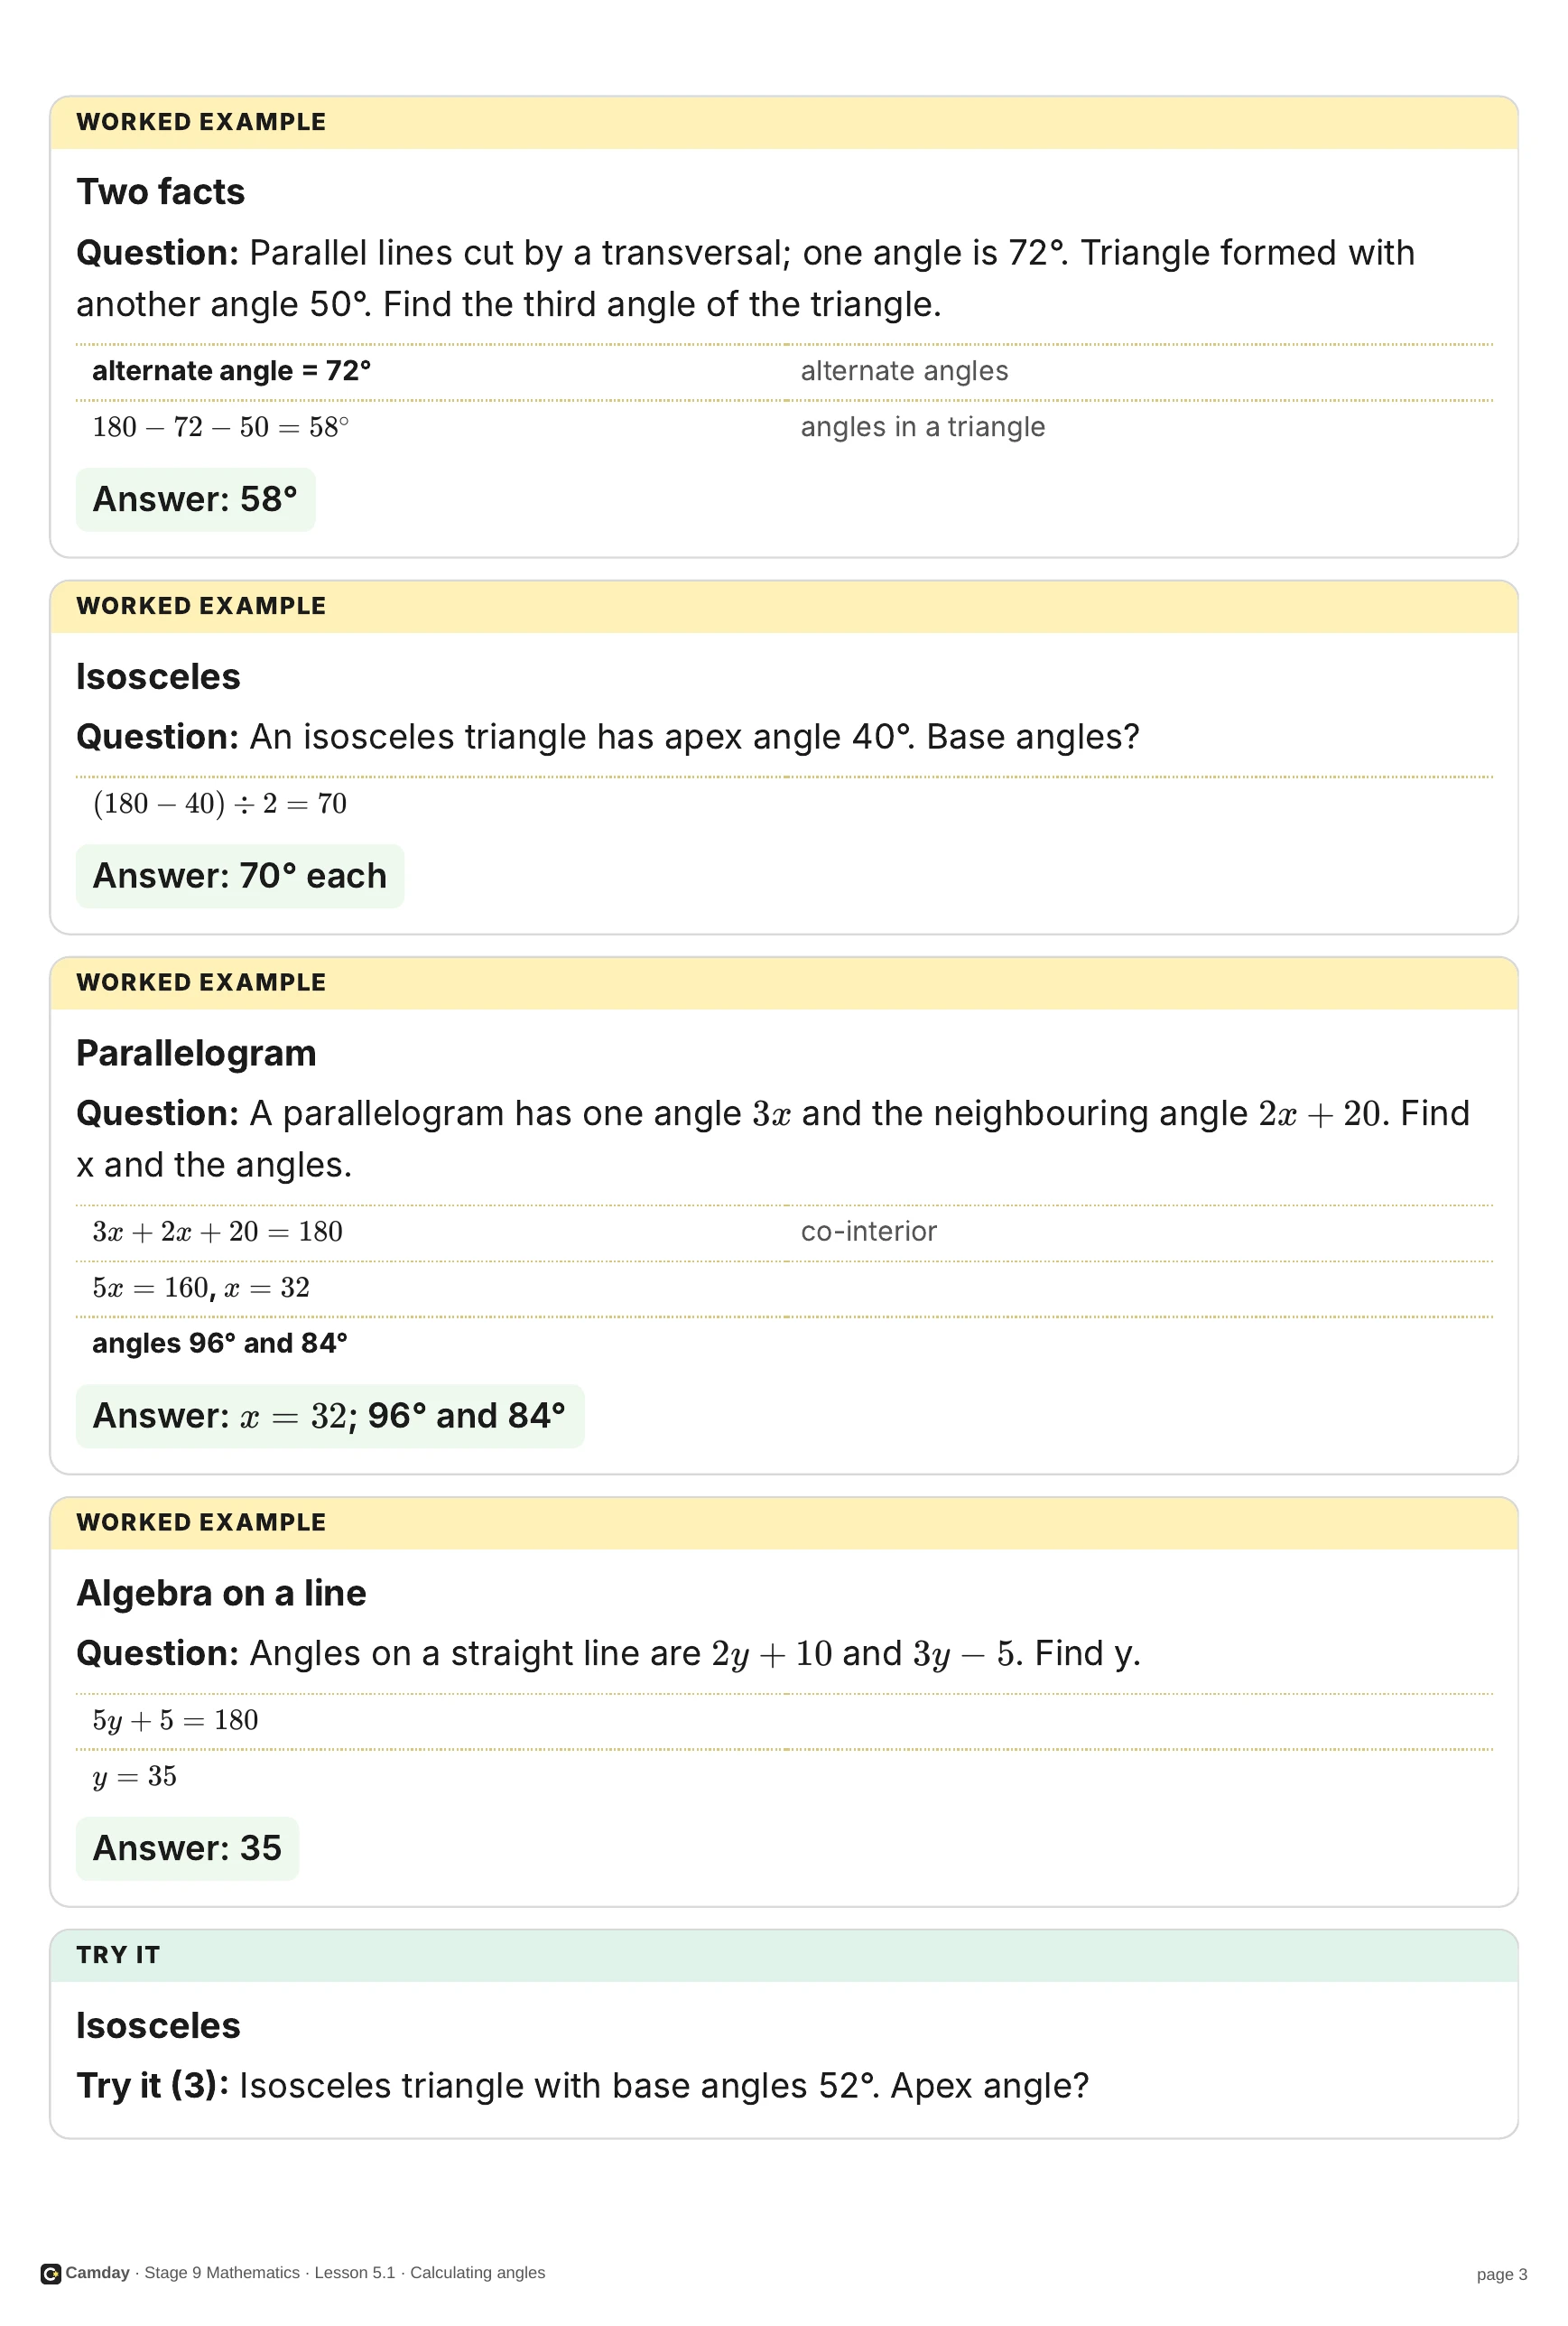 WORKED EXAMPLE
Two facts
Question: Parallel lines cut by a transversal; one angle is 72°. Triangle formed with
another angle 50°. Find the third angle of the triangle.
alternate angle = 72° alternate angles
180 − 72 − 50 = 58° angles in a triangle
Answer: 58°
WORKED EXAMPLE
Isosceles
Question: An isosceles triangle has apex angle 40°. Base angles?
(180 − 40) ÷ 2 = 70
Answer: 70° each
WORKED EXAMPLE
Parallelogram
Question: A parallelogram has one angle 3x and the neighbouring angle 2x + 20. Find
x and the angles.
3x + 2x + 20 = 180 co-interior
5x = 160, x = 32
angles 96° and 84°
Answer: x = 32; 96° and 84°
WORKED EXAMPLE
Algebra on a line
Question: Angles on a straight line are 2y + 10 and 3y − 5. Find y.
5y + 5 = 180
y = 35
Answer: 35
TRY IT
Isosceles
Try it (3): Isosceles triangle with base angles 52°. Apex angle?
Camday · Stage 9 Mathematics · Lesson 5.1 · Calculating angles page 3